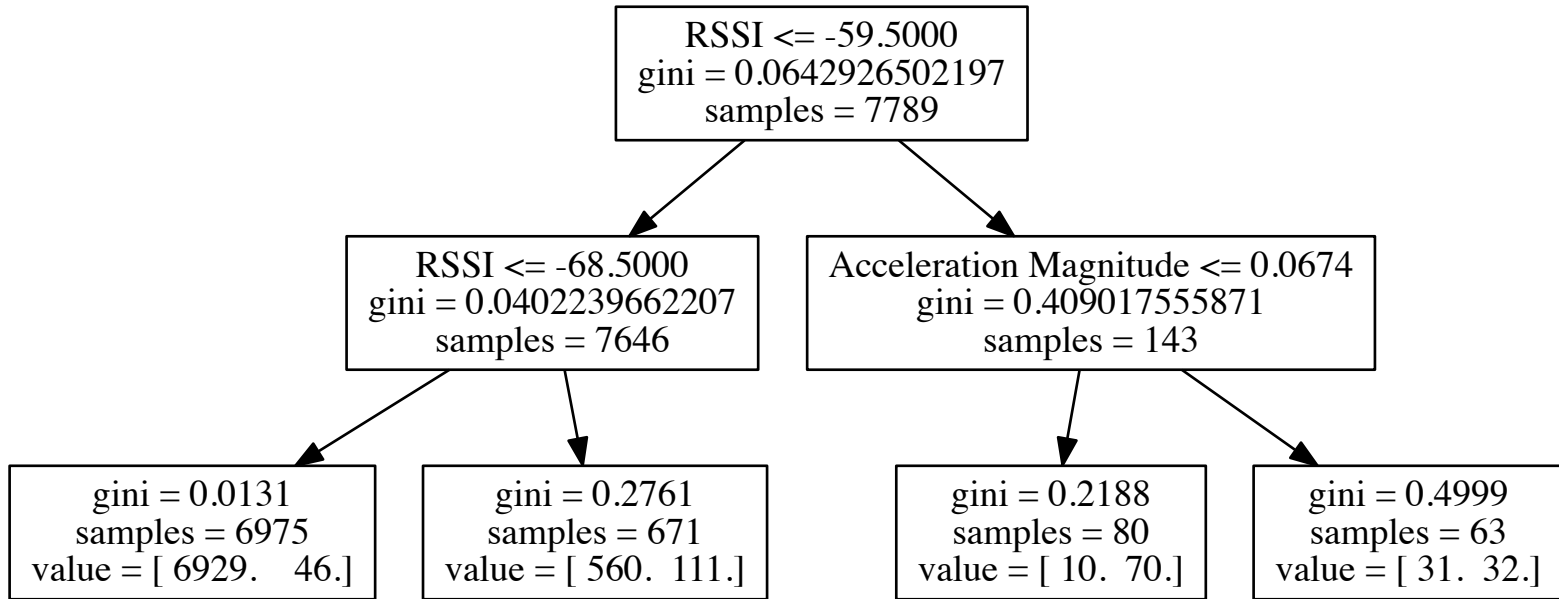 RSSI <= -59.5000
gini = 0.0642926502197
samples = 7789
RSSI <= -68.5000
gini = 0.0402239662207
samples = 7646
Acceleration Magnitude <= 0.0674
gini = 0.409017555871
samples = 143
gini = 0.0131
samples = 6975
value = [ 6929.    46.]
gini = 0.2761
samples = 671
value = [ 560.  111.]
gini = 0.2188
samples = 80
value = [ 10.  70.]
gini = 0.4999
samples = 63
value = [ 31.  32.]